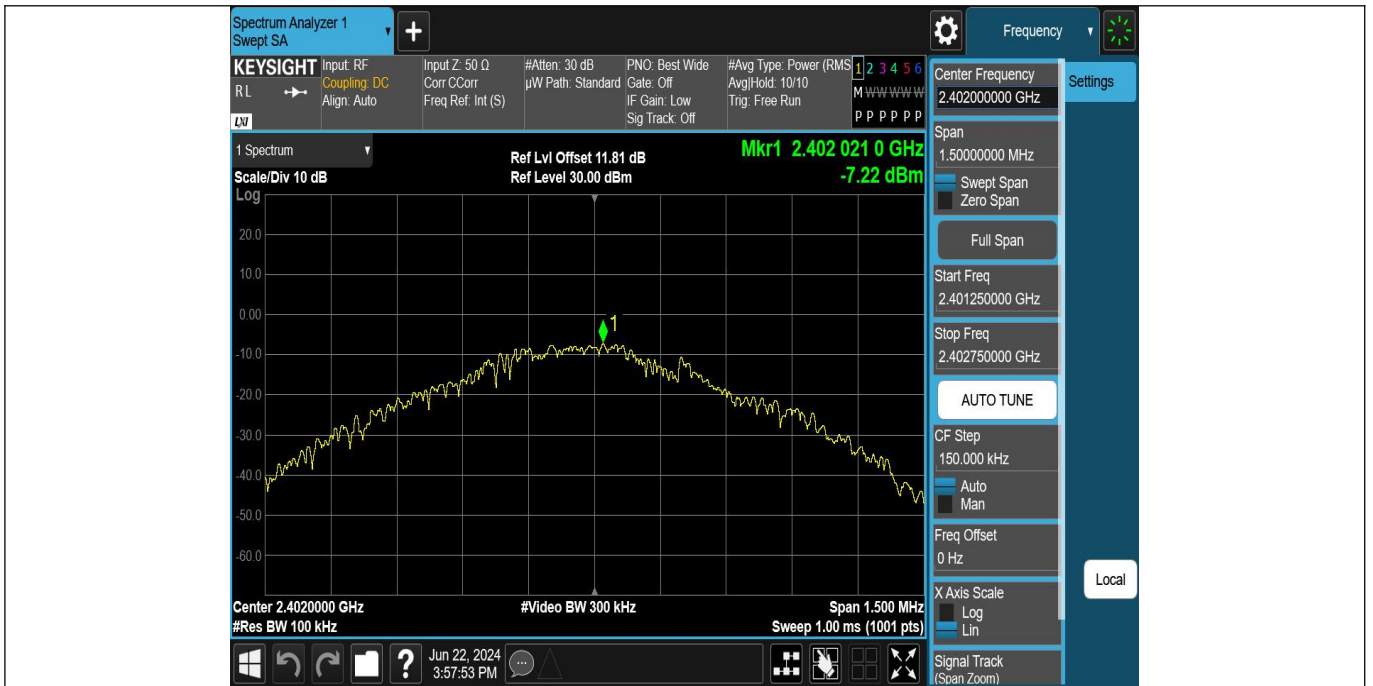 Spectrum Analyzer 1
Swept SA
+
Frequency
KEYSIGHT
RL
LXI
Input: RF
Coupling: DC
Align: Auto
Input Z: 50 Ω
Corr CCorr
Freq Ref: Int (S)
#Atten: 30 dB
µW Path: Standard
PNO: Best Wide
Gate: Off
IF Gain: Low
Sig Track: Off
#Avg Type: Power (RMS
Avg|Hold: 10/10
Trig: Free Run
1 2 3 4 5 6
M W W W W W
P P P P P P
1 Spectrum
Scale/Div 10 dB
Log
Ref Lvl Offset 11.81 dB
Ref Level 30.00 dBm
Mkr1 2.402 021 0 GHz
-7.22 dBm
20.0
10.0
0.00
-10.0
-20.0
-30.0
-40.0
-50.0
-60.0
1
Center 2.4020000 GHz
#Res BW 100 kHz
#Video BW 300 kHz
Span 1.500 MHz
Sweep 1.00 ms (1001 pts)
Center Frequency
2.402000000 GHz
Settings
Span
1.50000000 MHz
Swept Span
Zero Span
Full Span
Start Freq
2.401250000 GHz
Stop Freq
2.402750000 GHz
AUTO TUNE
CF Step
150.000 kHz
Auto
Man
Freq Offset
0 Hz
X Axis Scale
Log
Lin
Local
Signal Track
(Span Zoom)
?
Jun 22, 2024
3:57:53 PM